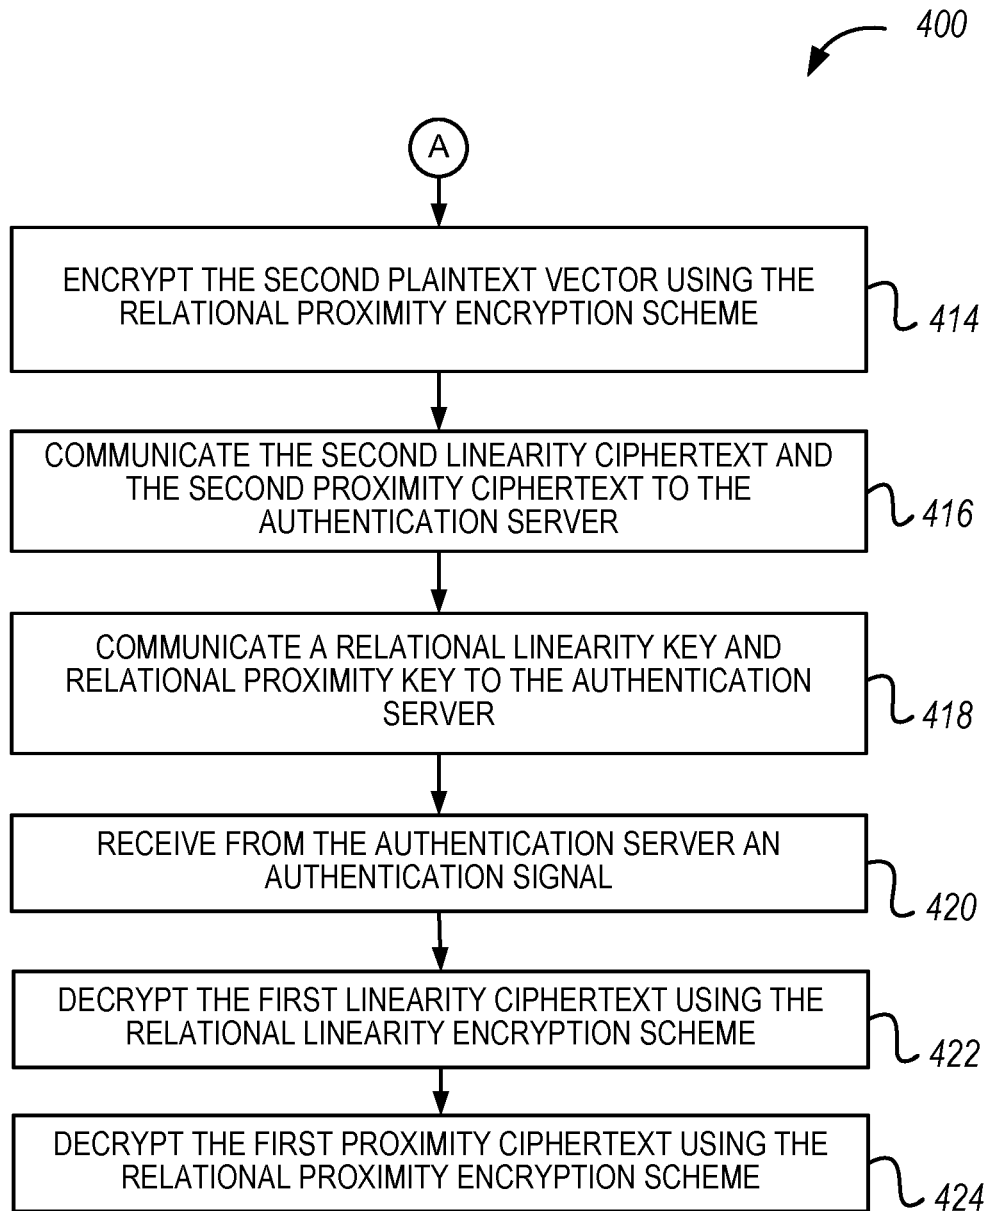 400
A
ENCRYPT THE SECOND PLAINTEXT VECTOR USING THE
RELATIONAL PROXIMITY ENCRYPTION SCHEME
414
COMMUNICATE THE SECOND LINEARITY CIPHERTEXT AND
THE SECOND PROXIMITY CIPHERTEXT TO THE
AUTHENTICATION SERVER
416
COMMUNICATE A RELATIONAL LINEARITY KEY AND
RELATIONAL PROXIMITY KEY TO THE AUTHENTICATION
SERVER
418
RECEIVE FROM THE AUTHENTICATION SERVER AN
AUTHENTICATION SIGNAL
420
DECRYPT THE FIRST LINEARITY CIPHERTEXT USING THE
RELATIONAL LINEARITY ENCRYPTION SCHEME
422
DECRYPT THE FIRST PROXIMITY CIPHERTEXT USING THE
RELATIONAL PROXIMITY ENCRYPTION SCHEME
424